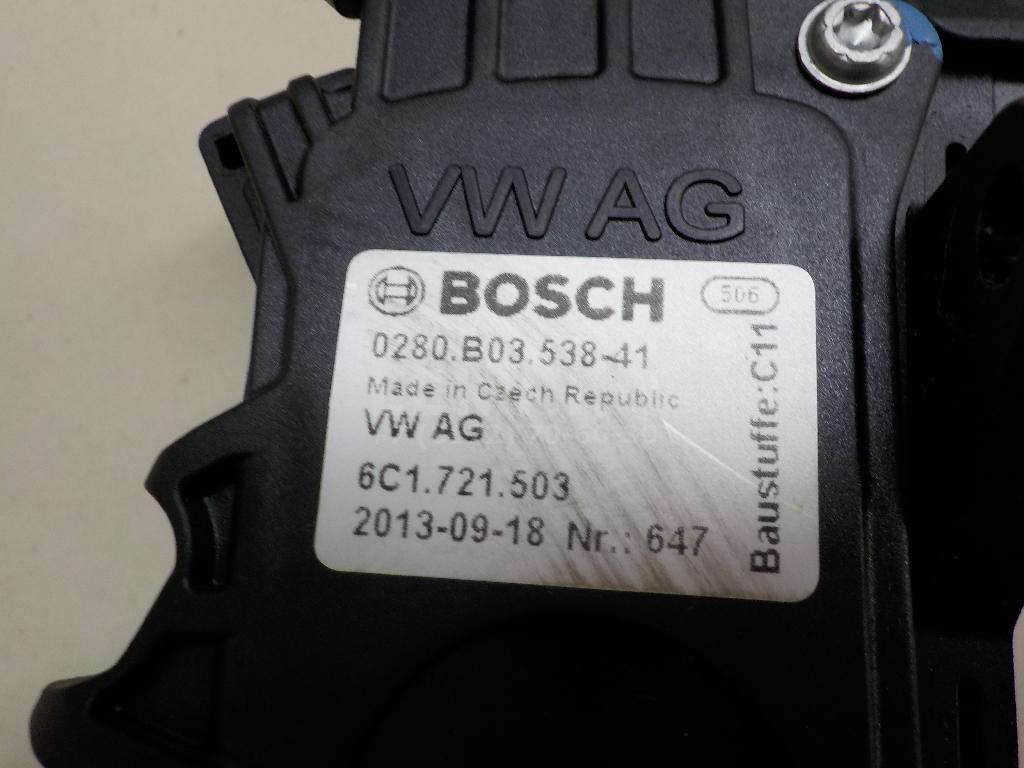 VW AG
BOSCH 506
0280.B03.538-41
Made in Czech Republic
VW AG
6C1.721.503
2013-09-18 Nr.: 647
Baustuffe:C11